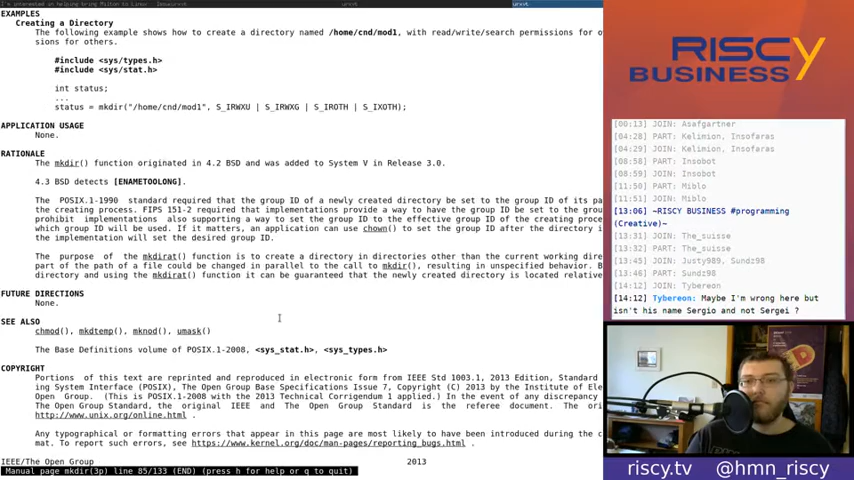 I'm interested in helping bring Milton to Linux
urxvt
urxvt
EXAMPLES
Creating a Directory
The following example shows how to create a directory named /home/cnd/mod1, with read/write/search permissions for o
sions for others.
#include <sys/types.h>
#include <sys/stat.h>
int status;
...
status = mkdir("/home/cnd/mod1", S_IRWXU | S_IRWXG | S_IROTH | S_IXOTH);
APPLICATION USAGE
None.
RATIONALE
The mkdir() function originated in 4.2 BSD and was added to System V in Release 3.0.
4.3 BSD detects [ENAMETOOLONG].
The POSIX.1-1990 standard required that the group ID of a newly created directory be set to the group ID of its pa
the creating process. FIPS 151-2 required that implementations provide a way to have the group ID be set to the grou
prohibit implementations also supporting a way to set the group ID to the effective group ID of the creating proce
which group ID will be used. If it matters, an application can use chown() to set the group ID after the directory i
the implementation will set the desired group ID.
The purpose of the mkdirat() function is to create a directory in directories other than the current working dire
part of the path of a file could be changed in parallel to the call to mkdir(), resulting in unspecified behavior. B
directory and using the mkdirat() function it can be guaranteed that the newly created directory is located relative
FUTURE DIRECTIONS
None.
SEE ALSO
chmod(), mkdtemp(), mknod(), umask()
The Base Definitions volume of POSIX.1-2008, <sys_stat.h>, <sys_types.h>
COPYRIGHT
Portions of this text are reprinted and reproduced in electronic form from IEEE Std 1003.1, 2013 Edition, Standard
ing System Interface (POSIX), The Open Group Base Specifications Issue 7, Copyright (C) 2013 by the Institute of Ele
Open Group. (This is POSIX.1-2008 with the 2013 Technical Corrigendum 1 applied.) In the event of any discrepancy
The Open Group Standard, the original IEEE and The Open Group Standard is the referee document. The ori
http://www.unix.org/online.html .
Any typographical or formatting errors that appear in this page are most likely to have been introduced during the c
mat. To report such errors, see https://www.kernel.org/doc/man-pages/reporting_bugs.html .
IEEE/The Open Group 2013
Manual page mkdir(3p) line 85/133 (END) (press h for help or q to quit)
RISCY
BUSINESS
[00:13] JOIN: Asafgartner
[04:28] PART: Kelimion, Insofaras
[04:29] JOIN: Kelimion, Insofaras
[08:58] PART: Insobot
[08:59] JOIN: Insobot
[11:50] PART: Miblo
[11:51] JOIN: Miblo
[13:06] ~RISCY BUSINESS #programming
(Creative)~
[13:31] JOIN: The_suisse
[13:32] PART: The_suisse
[13:45] JOIN: Justy989, Sundz98
[13:46] PART: Sundz98
[14:12] JOIN: Tybereon
[14:12] Tybereon: Maybe I'm wrong here but
isn't his name Sergio and not Sergei ?
riscy.tv @hmn_riscy